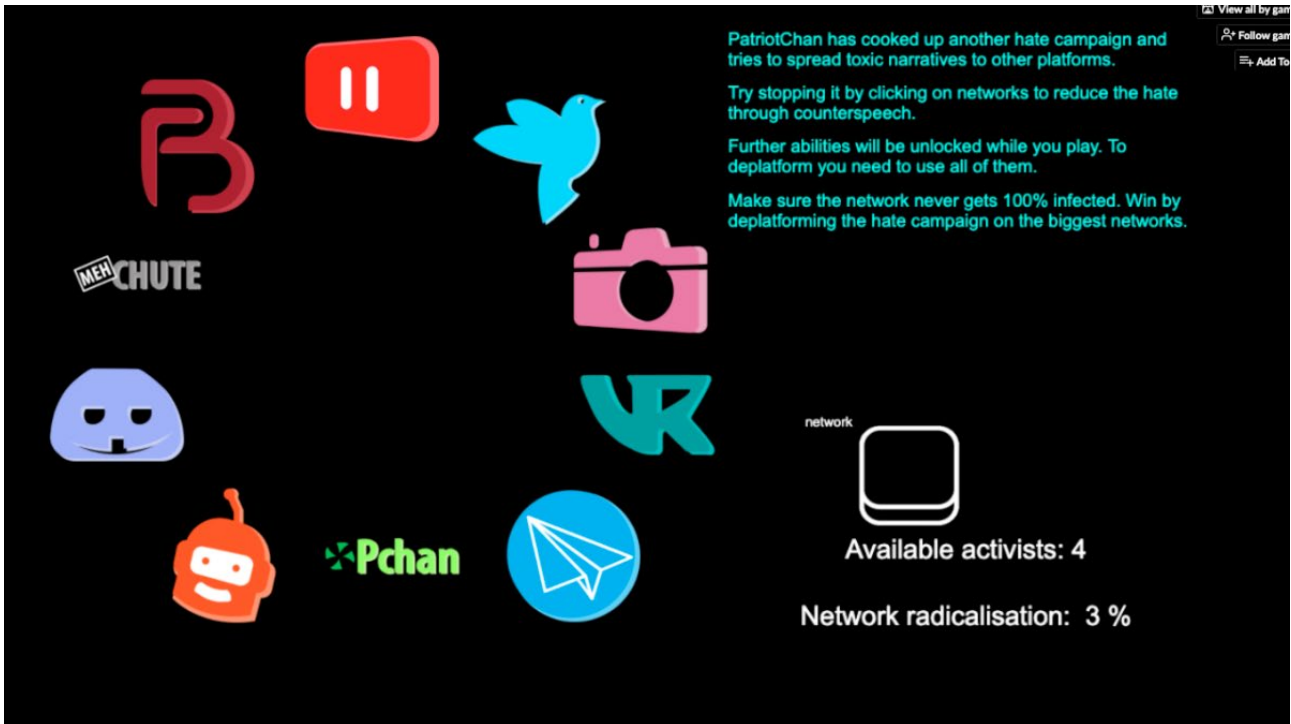 View all by gam
Follow gam
Add To
PatriotChan has cooked up another hate campaign and
tries to spread toxic narratives to other platforms.
Try stopping it by clicking on networks to reduce the hate
through counterspeech.
Further abilities will be unlocked while you play. To
deplatform you need to use all of them.
Make sure the network never gets 100% infected. Win by
deplatforming the hate campaign on the biggest networks.
B
MEH CHUTE
VR
Pchan
network
Available activists: 4
Network radicalisation: 3 %